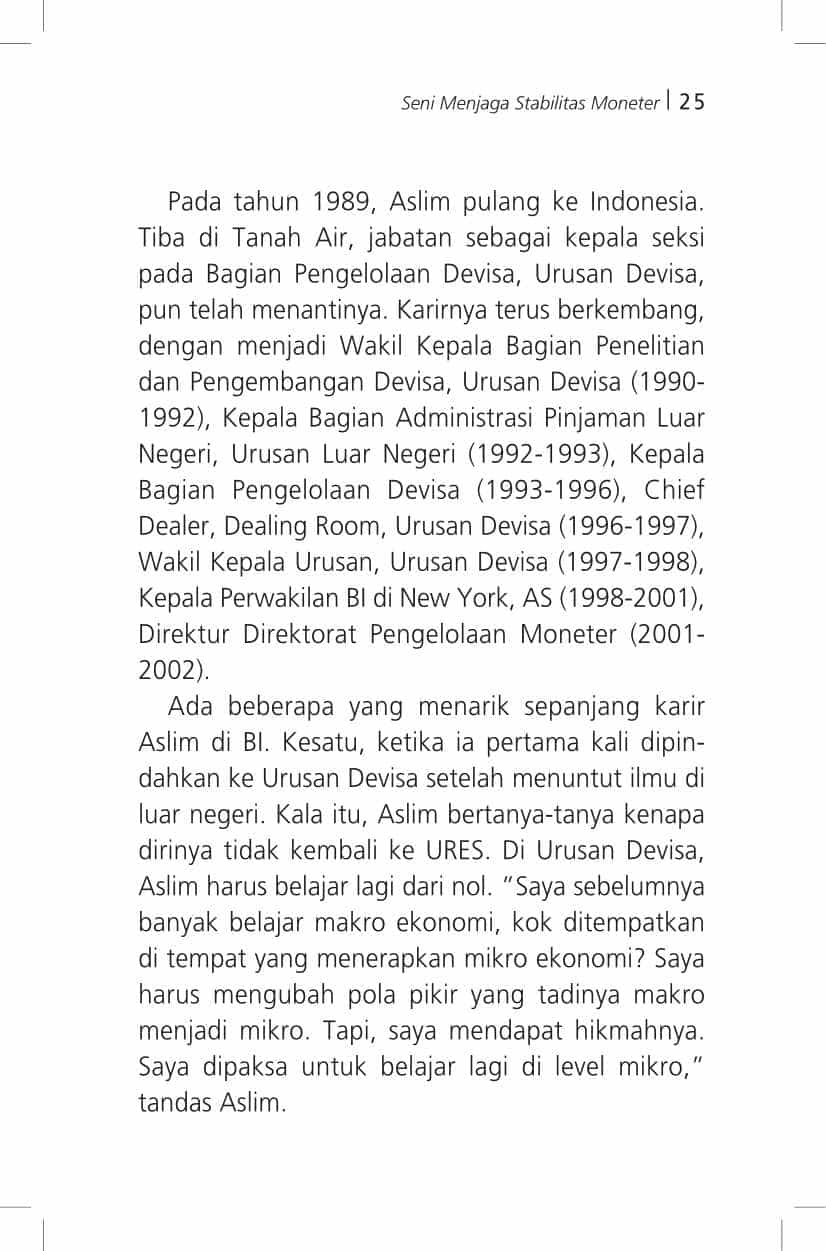 Seni Menjaga Stabilitas Moneter | 25
Pada tahun 1989, Aslim pulang ke Indonesia.
Tiba di Tanah Air, jabatan sebagai kepala seksi
pada Bagian Pengelolaan Devisa, Urusan Devisa,
pun telah menantinya. Karirnya terus berkembang,
dengan menjadi Wakil Kepala Bagian Penelitian
dan Pengembangan Devisa, Urusan Devisa (1990-
1992), Kepala Bagian Administrasi Pinjaman Luar
Negeri, Urusan Luar Negeri (1992-1993), Kepala
Bagian Pengelolaan Devisa (1993-1996), Chief
Dealer, Dealing Room, Urusan Devisa (1996-1997),
Wakil Kepala Urusan, Urusan Devisa (1997-1998),
Kepala Perwakilan BI di New York, AS (1998-2001),
Direktur Direktorat Pengelolaan Moneter (2001-
2002).
Ada beberapa yang menarik sepanjang karir
Aslim di BI. Kesatu, ketika ia pertama kali dipin-
dahkan ke Urusan Devisa setelah menuntut ilmu di
luar negeri. Kala itu, Aslim bertanya-tanya kenapa
dirinya tidak kembali ke URES. Di Urusan Devisa,
Aslim harus belajar lagi dari nol. “Saya sebelumnya
banyak belajar makro ekonomi, kok ditempatkan
di tempat yang menerapkan mikro ekonomi? Saya
harus mengubah pola pikir yang tadinya makro
menjadi mikro. Tapi, saya mendapat hikmahnya.
Saya dipaksa untuk belajar lagi di level mikro,”
tandas Aslim.